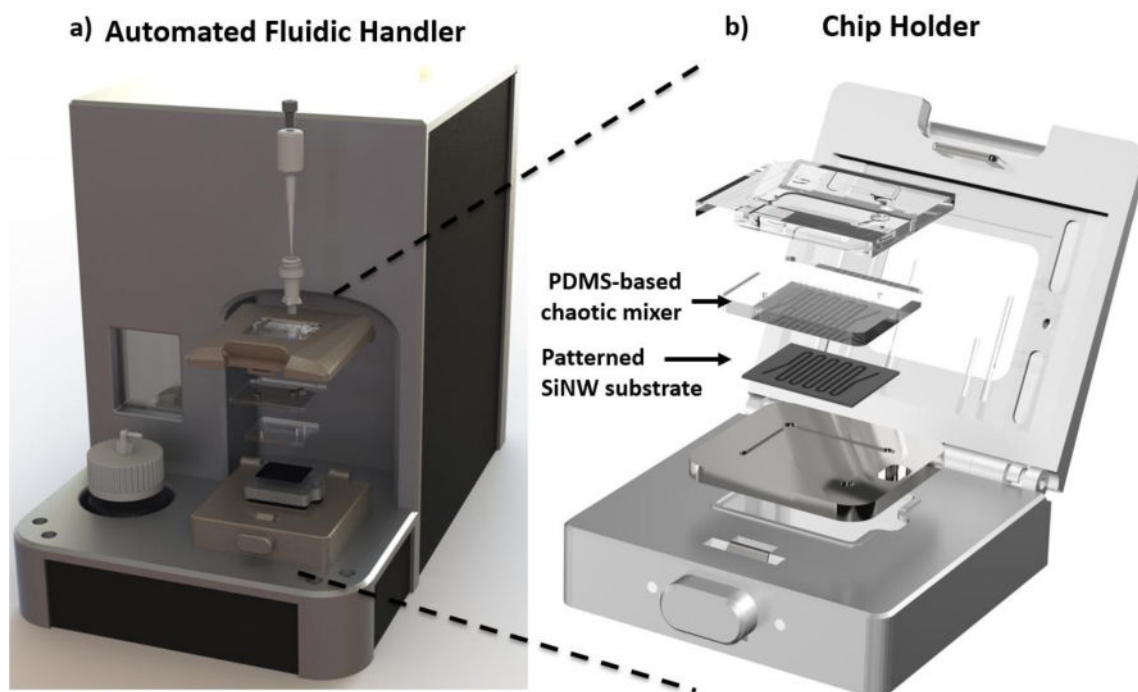 a) Automated Fluidic Handler
b) Chip Holder
PDMS-based
chaotic mixer
Patterned
SiNW substrate